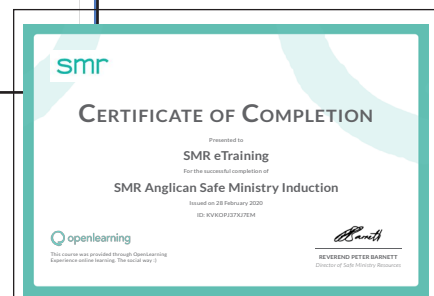 smr
CERTIFICATE OF COMPLETION
Presented to
SMR eTraining
For the successful completion of
SMR Anglican Safe Ministry Induction
Issued on 28 February 2020
ID: KVKOPJ37XJ7EM
openlearning
This course was provided through OpenLearning
Experience online learning: The social way :)
Barnett
REVEREND PETER BARNETT
Director of Safe Ministry Resources